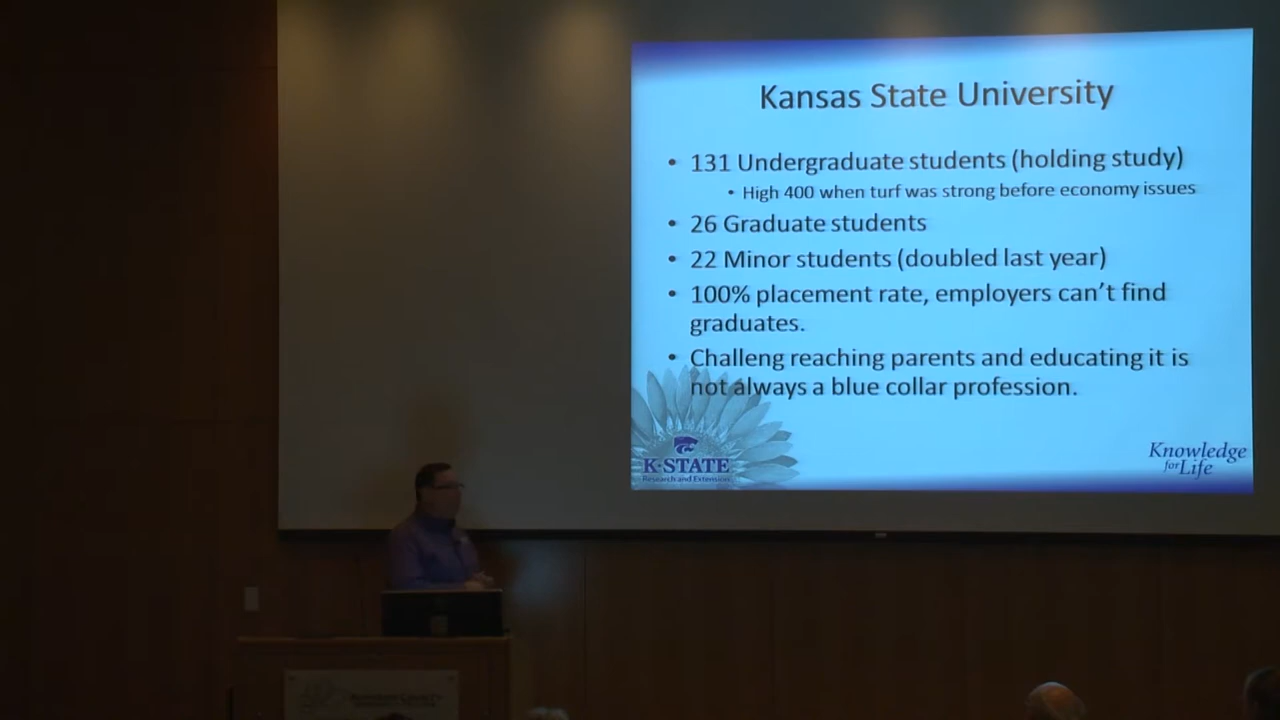 Kansas State University
• 131 Undergraduate students (holding study)
• High 400 when turf was strong before economy issues
• 26 Graduate students
• 22 Minor students (doubled last year)
• 100% placement rate, employers can't find
graduates.
• Challeng reaching parents and educating it is
not always a blue collar profession.
K-STATE
Research and Extension
Knowledge
for Life